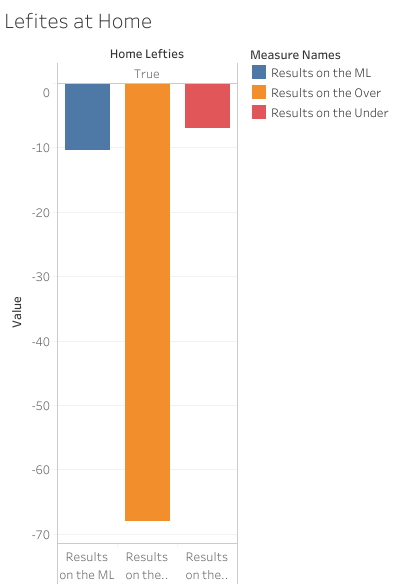 Lefites at Home
Home Lefties
True
Measure Names
Results on the ML
Results on the Over
Results on the Under
Value
0
-10
-20
-30
-40
-50
-60
-70
Results
on the ML
Results
on the..
Results
on the..